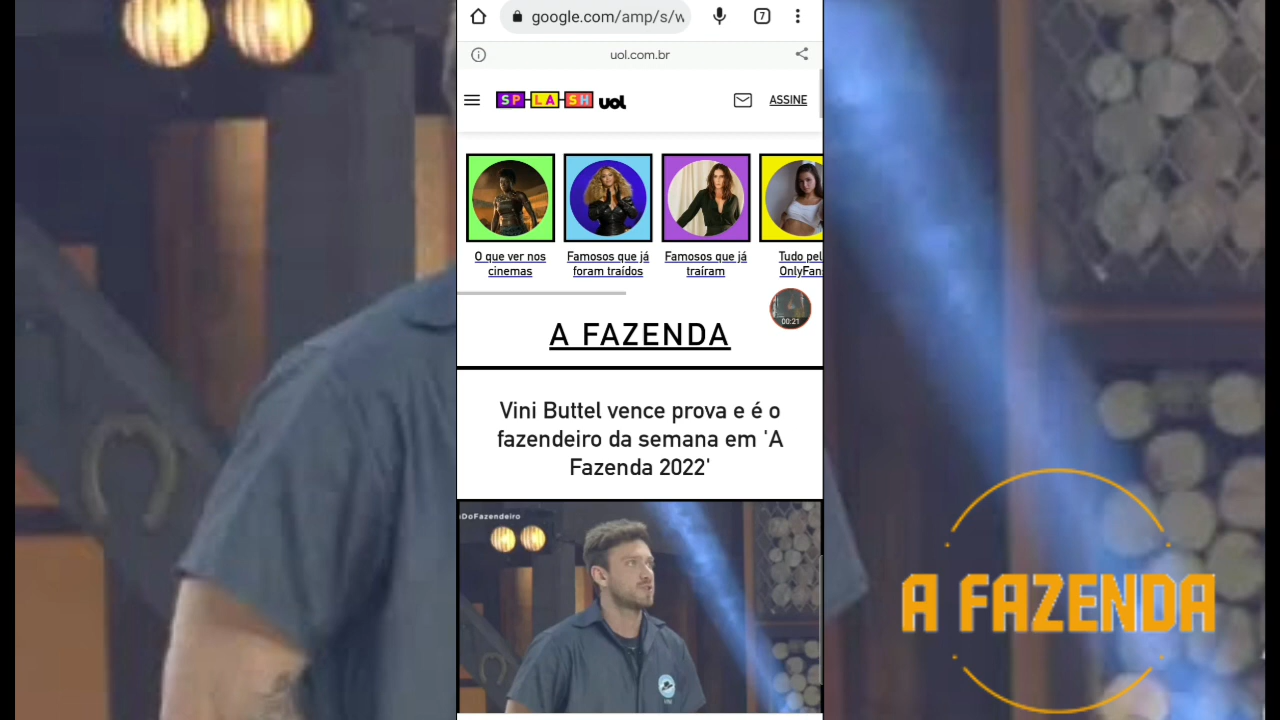 google.com/amp/s/w
7
uol.com.br
SPLASH uol
ASSINE
O que ver nos
cinemas
Famosos que já
foram traídos
Famosos que já
traíram
Tudo pel
OnlyFans
00:21
A FAZENDA
Vini Buttel vence prova e é o
fazendeiro da semana em 'A
Fazenda 2022'
DoFazendeiro
A FAZENDA